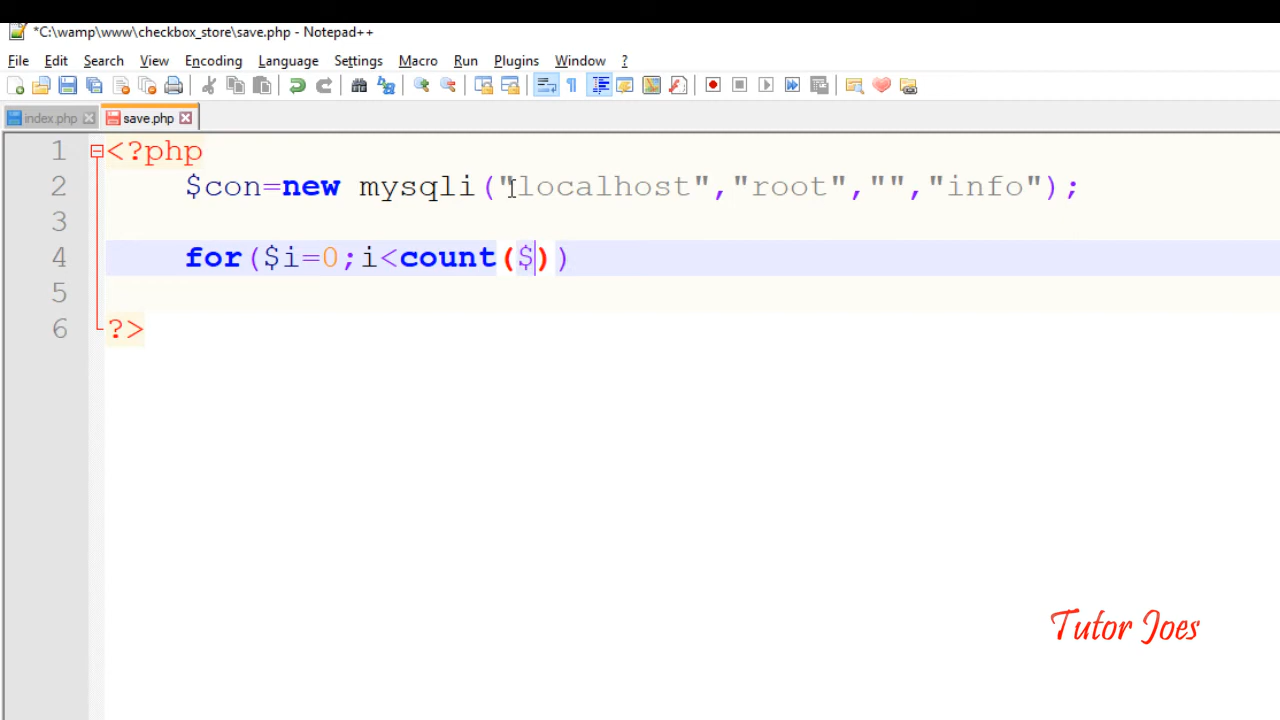 *C:\wamp\www\checkbox_store\save.php - Notepad++
File Edit Search View Encoding Language Settings Macro Run Plugins Window ?
index.php save.php
1 <?php
2 $con=new mysqli("localhost","root","","info");
3
4 for($i=0;i<count($))
5
6 ?>
Tutor Joes